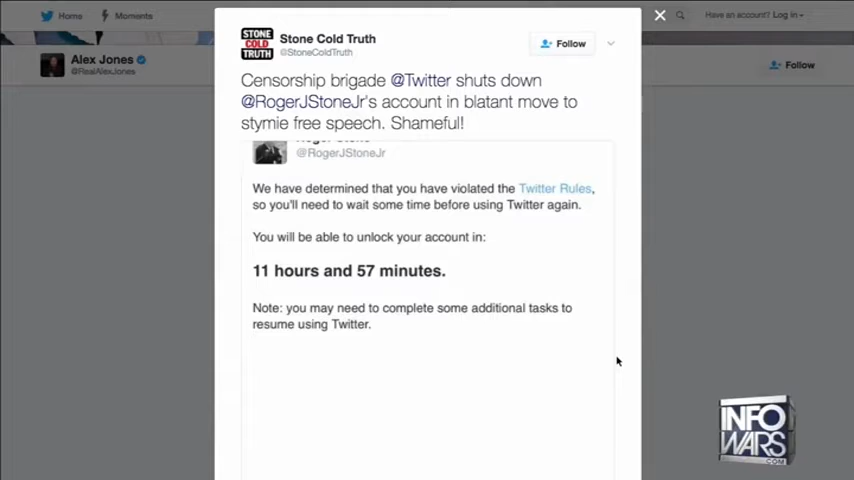 Home
Moments
Have an account? Log in
Alex Jones
@RealAlexJones
Follow
STONE
COLD
TRUTH
Stone Cold Truth
@StoneColdTruth
Follow
Censorship brigade @Twitter shuts down
@RogerJStoneJr's account in blatant move to
stymie free speech. Shameful!
@RogerJStoneJr
We have determined that you have violated the Twitter Rules,
so you'll need to wait some time before using Twitter again.
You will be able to unlock your account in:
11 hours and 57 minutes.
Note: you may need to complete some additional tasks to
resume using Twitter.
INFO
WARS
.COM